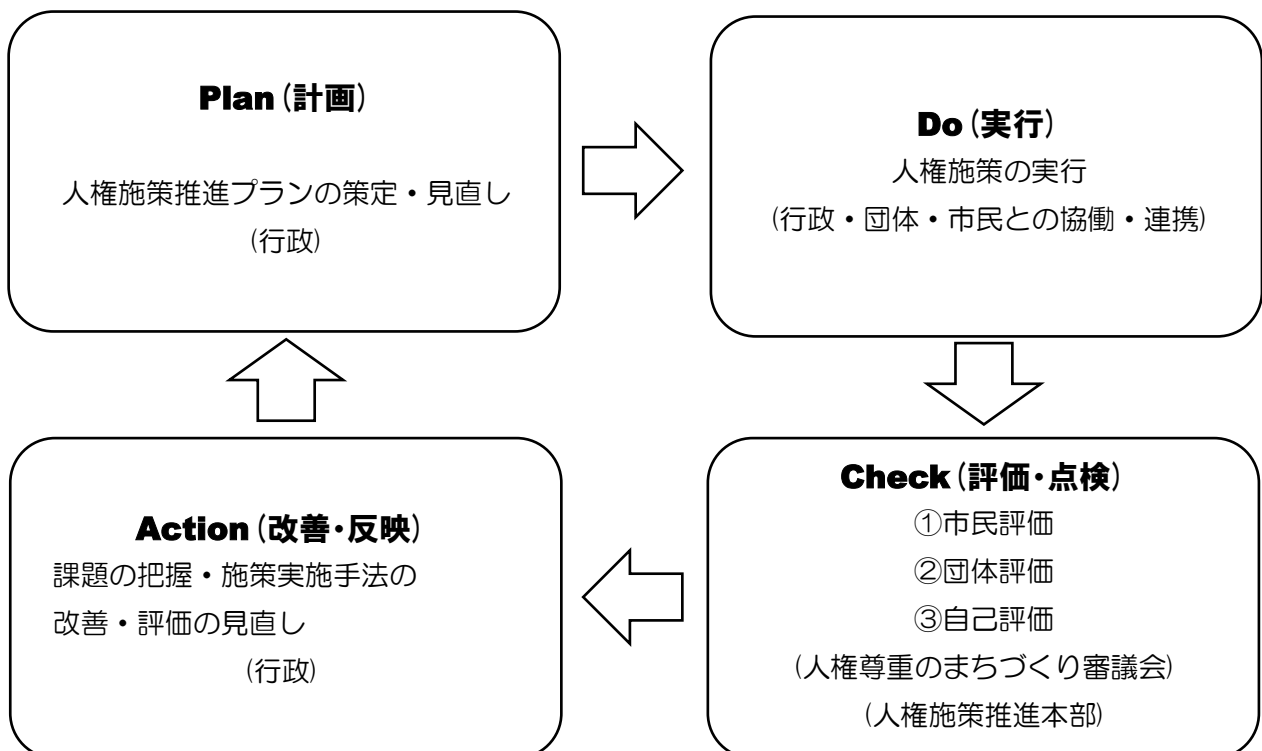 Plan(計画)
人権施策推進プランの策定・見直し
(行政)
Do(実行)
人権施策の実行
(行政・団体・市民との協働・連携)
Check(評価・点検)
①市民評価
②団体評価
③自己評価
(人権尊重のまちづくり審議会)
(人権施策推進本部)
Action(改善・反映)
課題の把握・施策実施手法の
改善・評価の見直し
(行政)